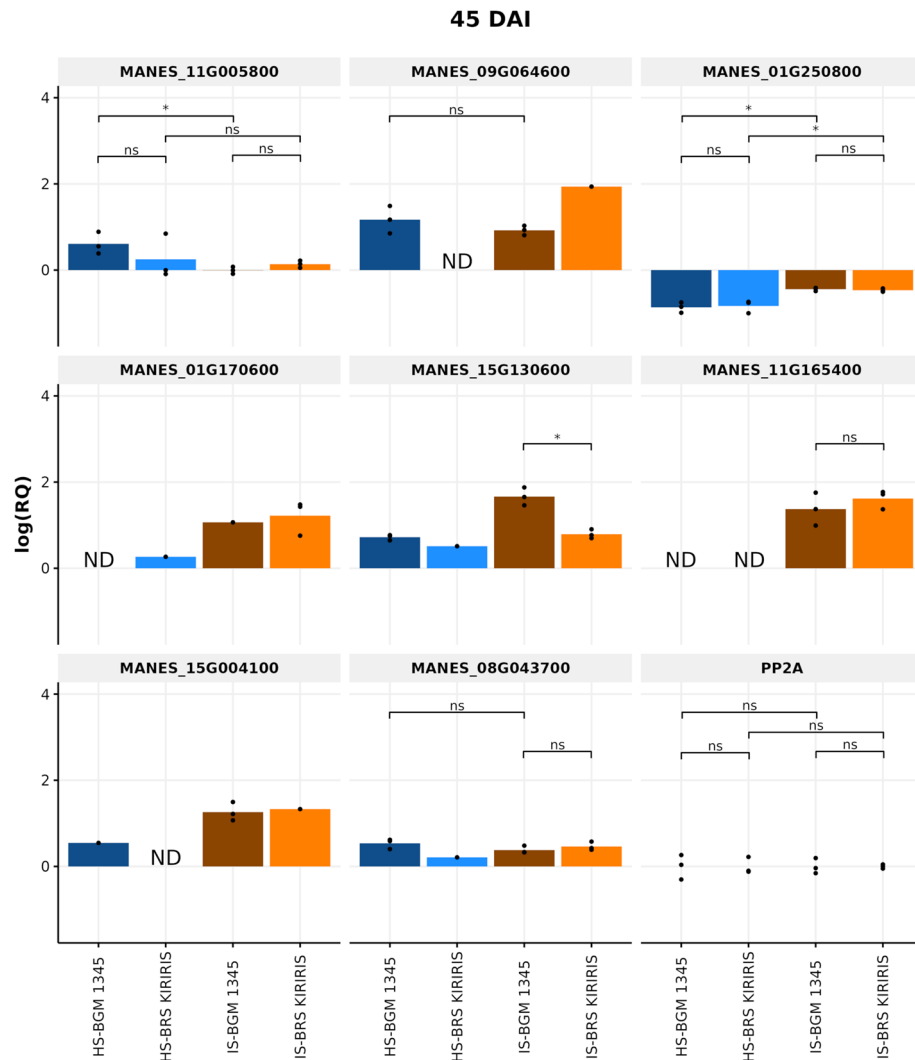 45 DAI
MANES_11G005800 MANES_09G064600 MANES_01G250800
4
* ns *
ns *
ns ns ns ns
2
ND
0
MANES_01G170600 MANES_15G130600 MANES_11G165400
4
* ns
2
ND ND ND
0
log(RQ)
MANES_15G004100 MANES_08G043700 PP2A
4
ns ns
ns
ns ns ns
2
ND
0
HS-BGM 1345
HS-BRS KIRIRIS
IS-BGM 1345
IS-BRS KIRIRIS
HS-BGM 1345
HS-BRS KIRIRIS
IS-BGM 1345
IS-BRS KIRIRIS
HS-BGM 1345
HS-BRS KIRIRIS
IS-BGM 1345
IS-BRS KIRIRIS